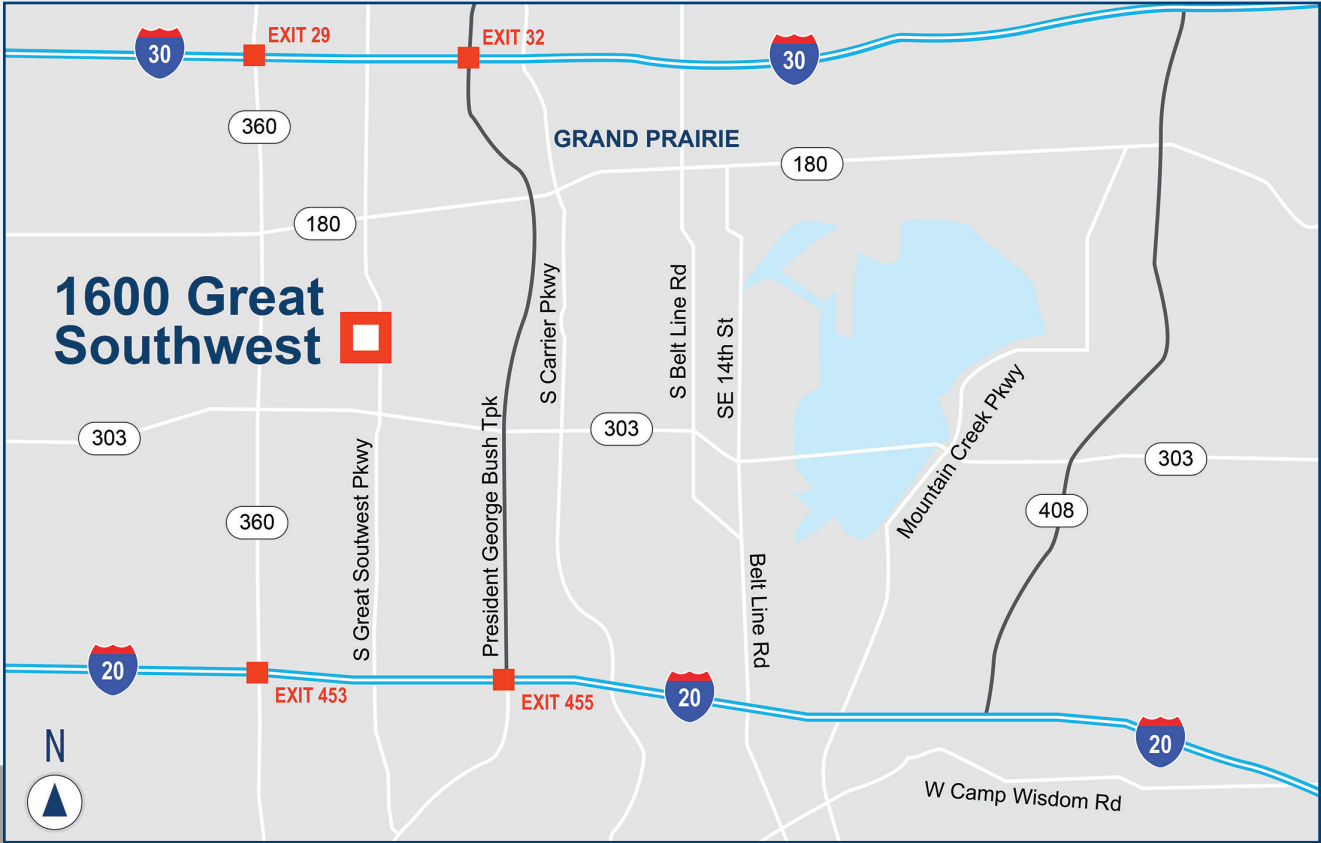 EXIT 29
EXIT 32
30
30
360
GRAND PRAIRIE
180
180
1600 Great
Southwest
S Carrier Pkwy
S Belt Line Rd
SE 14th St
303
S Great Soutwest Pkwy
President George Bush Tpk
303
Mountain Creek Pkwy
303
360
408
Belt Line Rd
20
EXIT 453
EXIT 455
20
20
N
W Camp Wisdom Rd